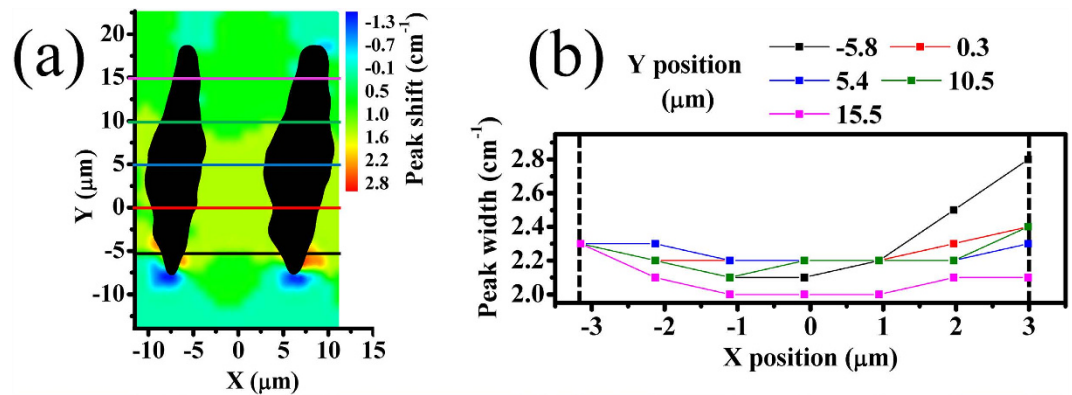 (a)
-1.3
-0.7
-0.1
0.5
1.0
1.6
2.2
2.8
Peak shift (cm⁻¹)
20
15
10
5
0
-5
-10
Y (μm)
-10 -5 0 5 10 15
X (μm)
(b)
Y position
(μm)
-5.8 0.3
5.4 10.5
15.5
2.8
2.6
2.4
2.2
2.0
Peak width (cm⁻¹)
-3 -2 -1 0 1 2 3
X position (μm)